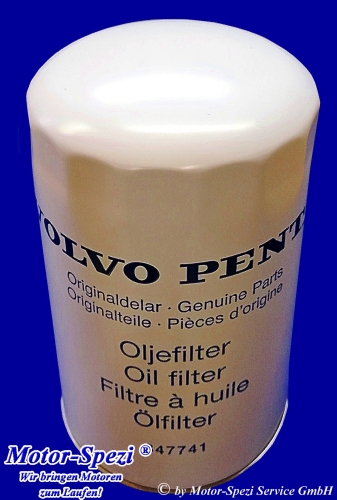 VOLVO PENT
Originaldelar · Genuine Parts
Originalteile · Pièces d'origine
Oljefilter
Oil filter
Filtre à huile
Ölfilter
47741
Motor-Spezi ®
Wir bringen Motoren
zum Laufen!
© by Motor-Spezi Service GmbH